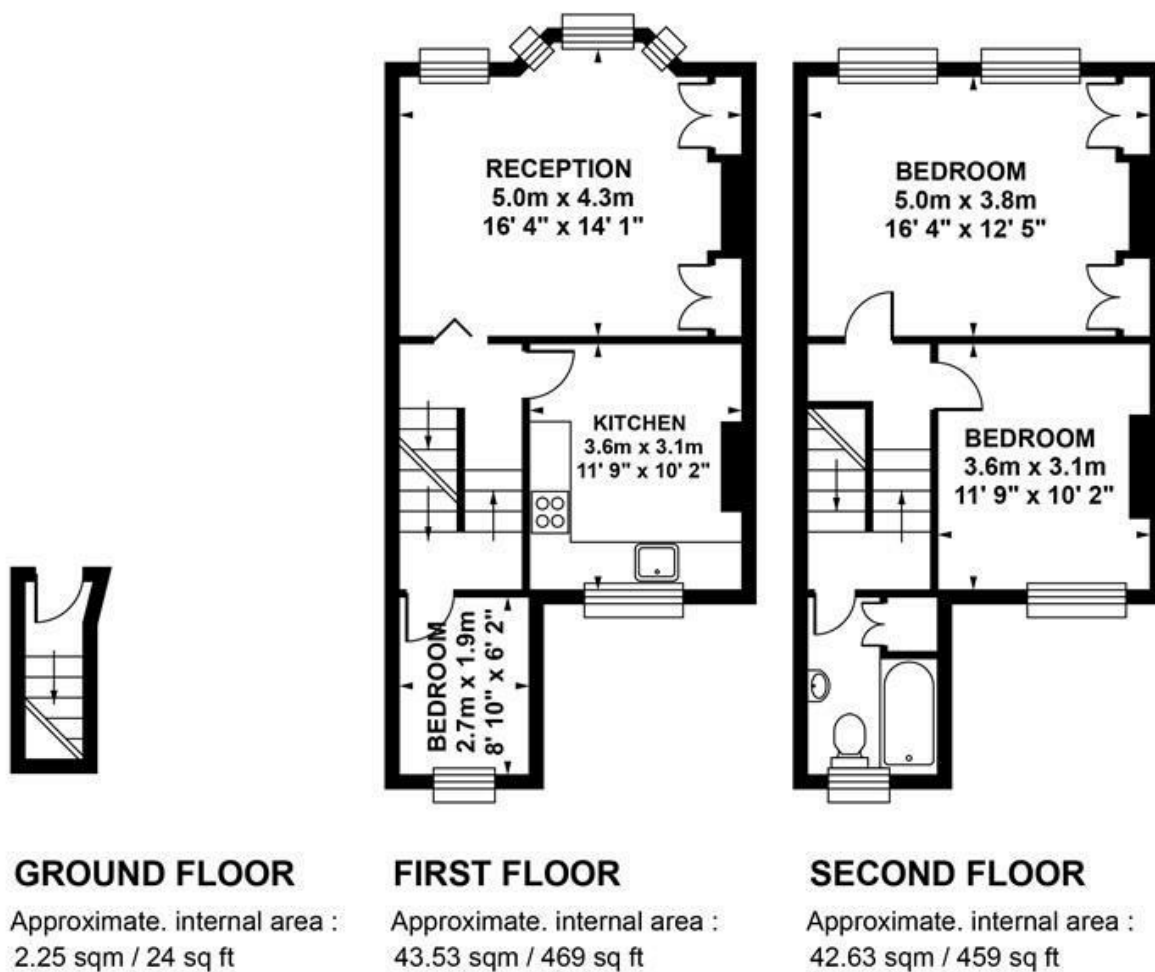 RECEPTION
5.0m x 4.3m
16' 4" x 14' 1"
BEDROOM
5.0m x 3.8m
16' 4" x 12' 5"
KITCHEN
3.6m x 3.1m
11' 9" x 10' 2"
BEDROOM
3.6m x 3.1m
11' 9" x 10' 2"
BEDROOM
2.7m x 1.9m
8' 10" x 6' 2"
GROUND FLOOR
Approximate. internal area :
2.25 sqm / 24 sq ft
FIRST FLOOR
Approximate. internal area :
43.53 sqm / 469 sq ft
SECOND FLOOR
Approximate. internal area :
42.63 sqm / 459 sq ft